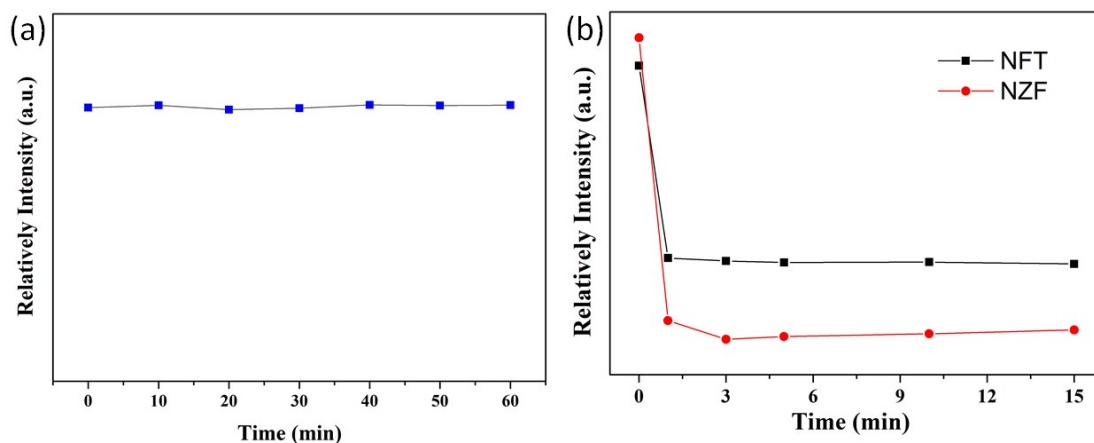 (a)
Relatively Intensity (a.u.)
0 10 20 30 40 50 60
Time (min)
(b)
Relatively Intensity (a.u.)
NFT
NZF
0 3 6 9 12 15
Time (min)